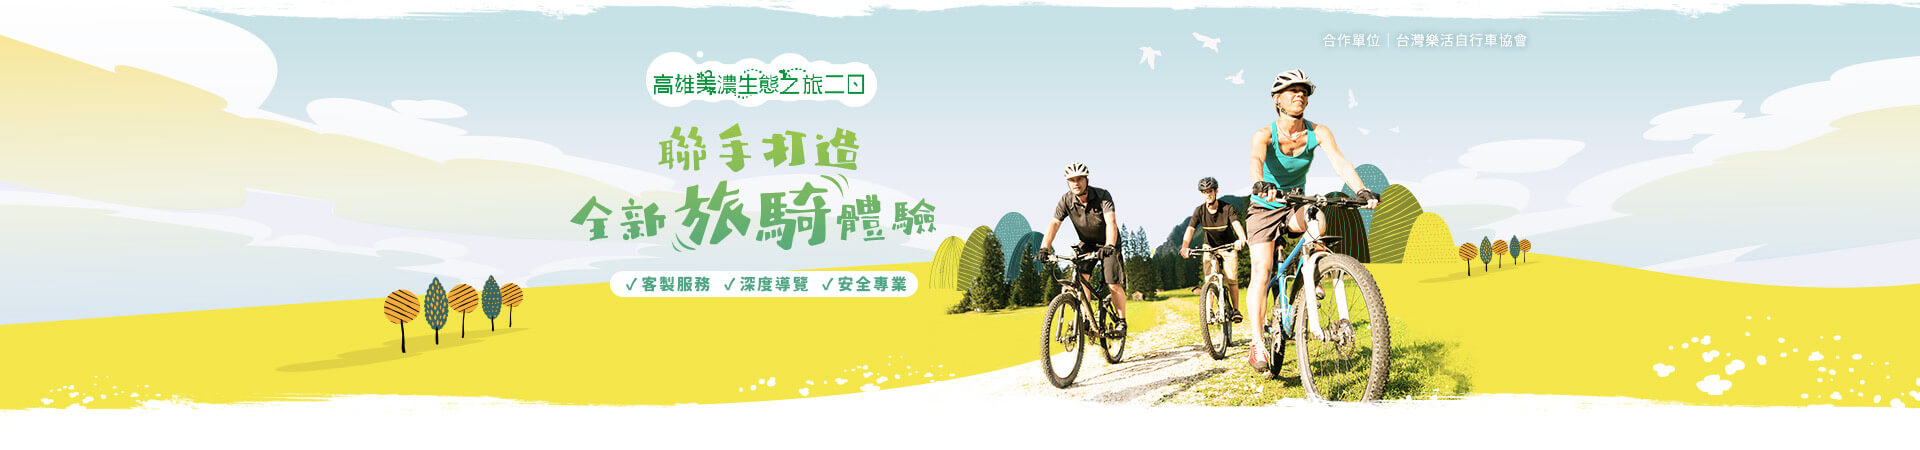 合作單位｜台灣樂活自行車協會
高雄美濃生態之旅二日
聯手打造
全新旅騎體驗
✓客製服務 ✓深度導覽 ✓安全專業